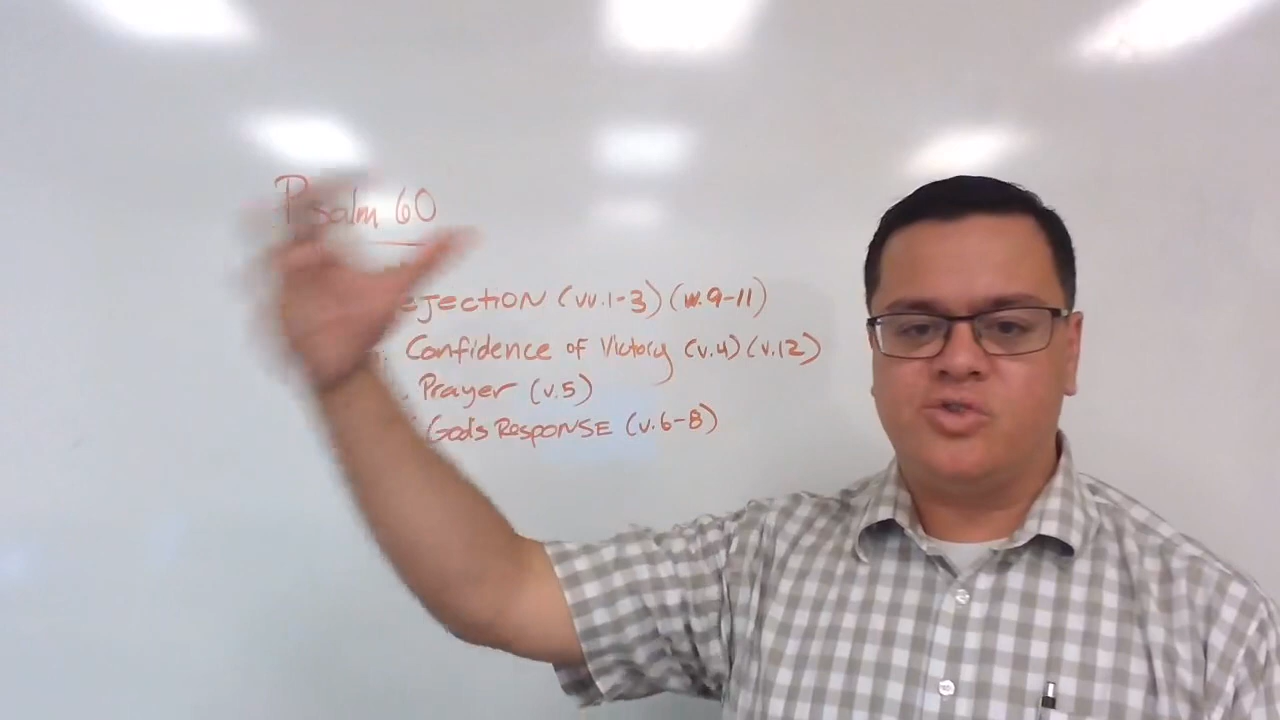 Psalm 60
ejection (vv.1-3) (vv.9-11)
Confidence of Victory (v.4) (v.12)
Prayer (v.5)
God's Response (v.6-8)